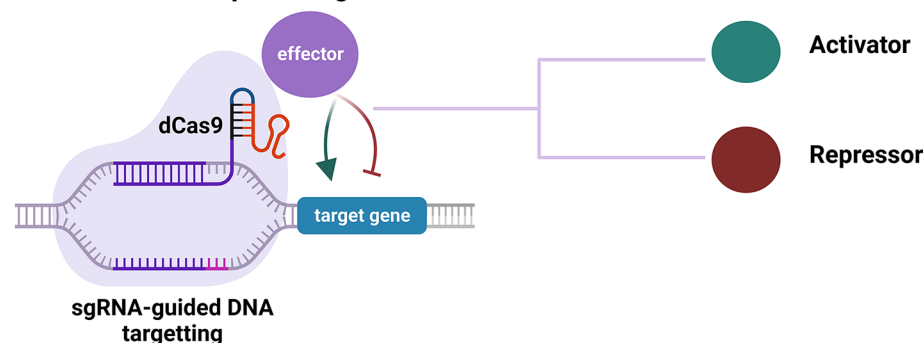 effector
Activator
dCas9
Repressor
target gene
sgRNA-guided DNA
targetting